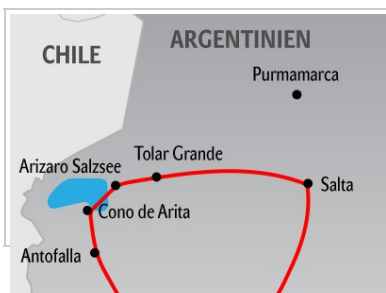 ARGENTINIEN
CHILE
Purmamarca
Tolar Grande
Arizaro Salzsee
Salta
Cono de Arita
Antofalla